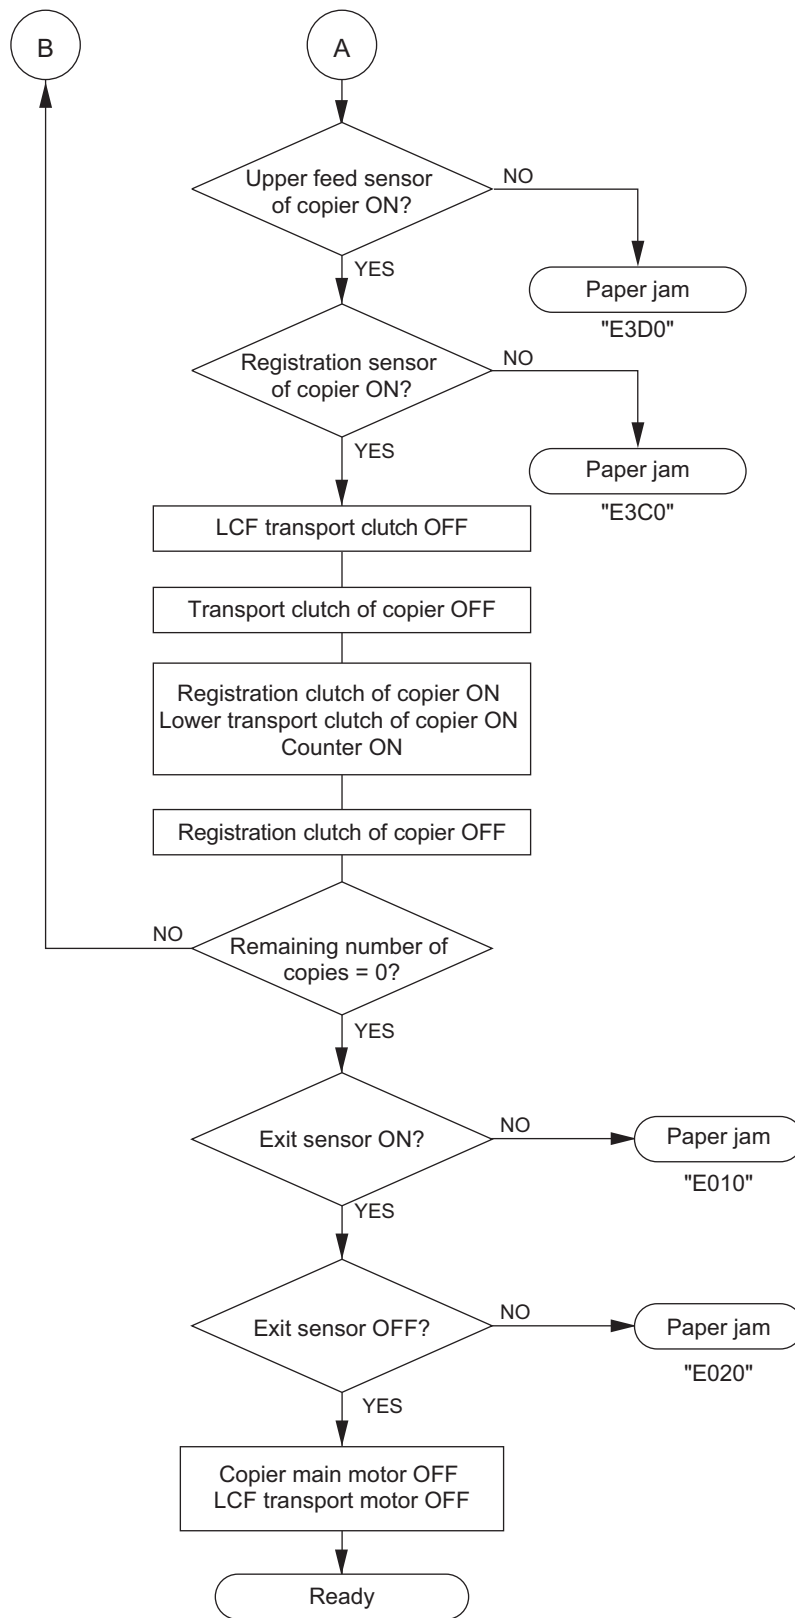 B
A
Upper feed sensor
of copier ON?
NO
YES
Paper jam
"E3D0"
Registration sensor
of copier ON?
NO
YES
Paper jam
"E3C0"
LCF transport clutch OFF
Transport clutch of copier OFF
Registration clutch of copier ON
Lower transport clutch of copier ON
Counter ON
Registration clutch of copier OFF
NO
Remaining number of
copies = 0?
YES
Exit sensor ON?
NO
Paper jam
"E010"
YES
Exit sensor OFF?
NO
Paper jam
"E020"
YES
Copier main motor OFF
LCF transport motor OFF
Ready